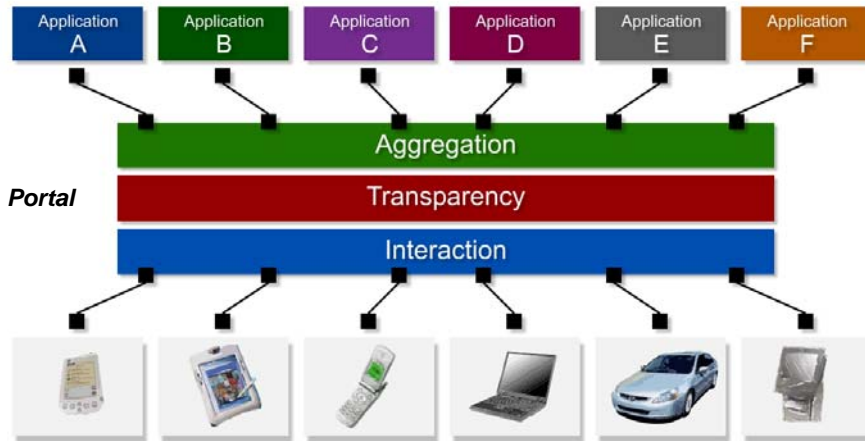 Application
A
Application
B
Application
C
Application
D
Application
E
Application
F
Aggregation
Portal
Transparency
Interaction